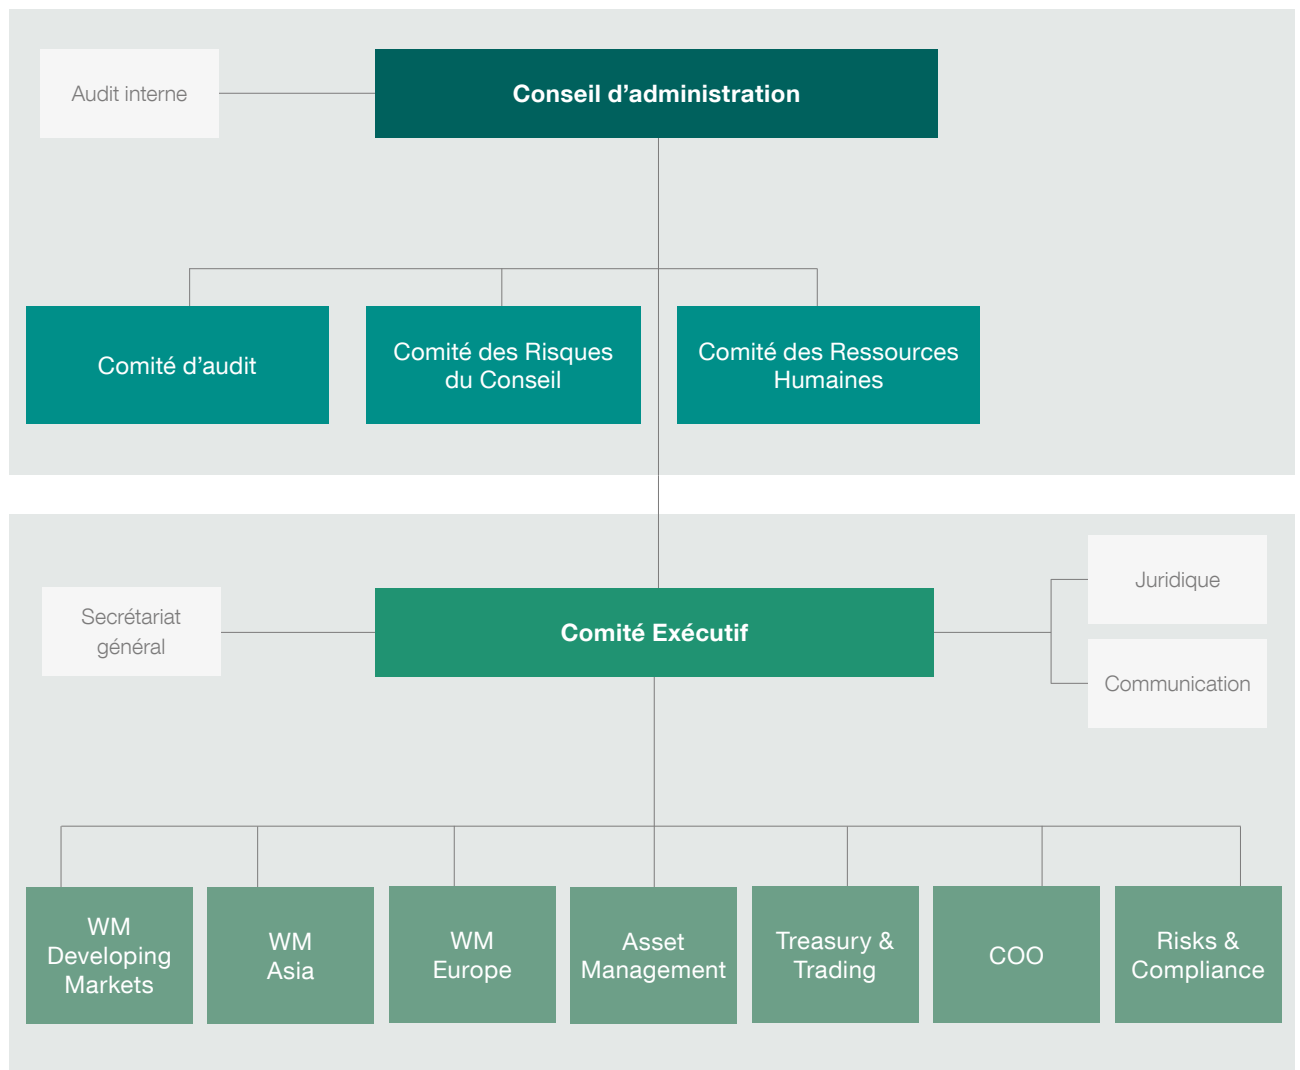 Audit interne
Conseil d’administration
Comité d’audit
Comité des Risques
du Conseil
Comité des Ressources
Humaines
Secrétariat
général
Comité Exécutif
Juridique
Communication
WM
Developing
Markets
WM
Asia
WM
Europe
Asset
Management
Treasury &
Trading
COO
Risks &
Compliance